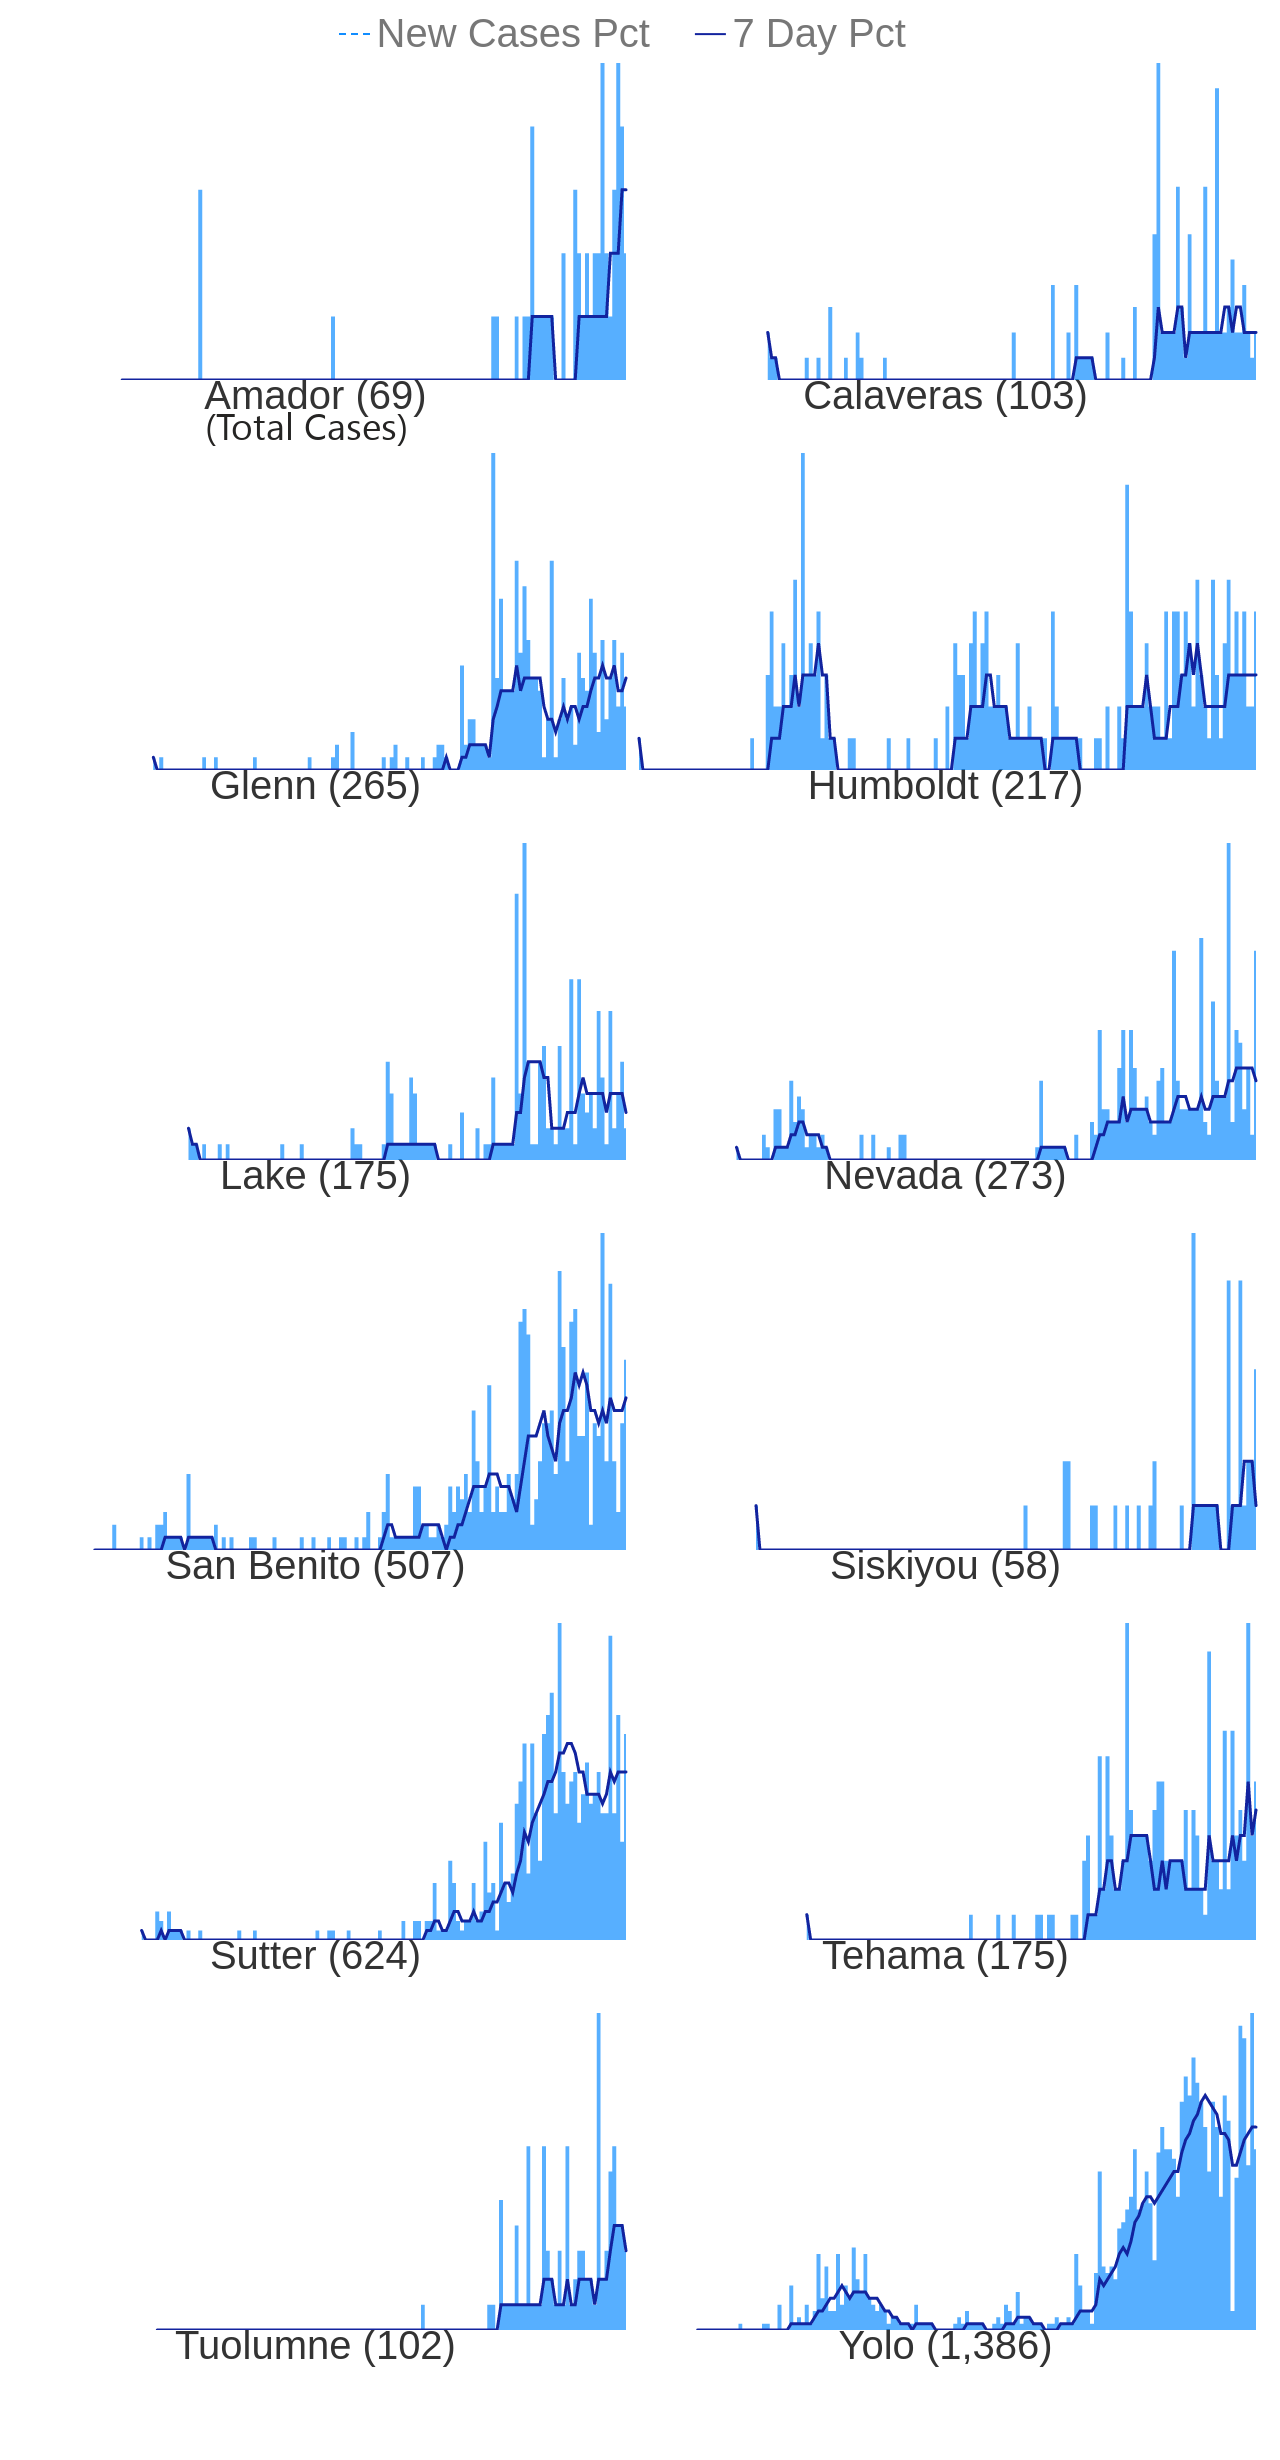 New Cases Pct 7 Day Pct
Amador (69) Calaveras (103)
(Total Cases)
Glenn (265) Humboldt (217)
Lake (175) Nevada (273)
San Benito (507) Siskiyou (58)
Sutter (624) Tehama (175)
Tuolumne (102) Yolo (1,386)